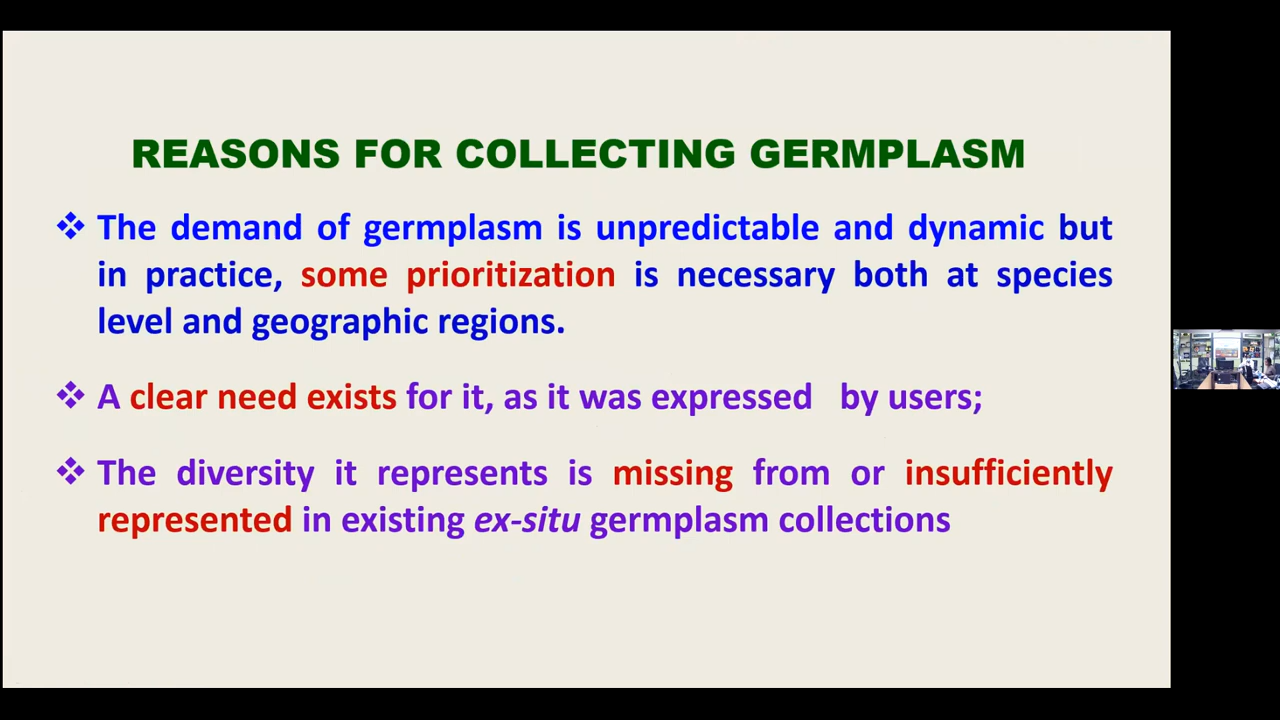 REASONS FOR COLLECTING GERMPLASM
❖ The demand of germplasm is unpredictable and dynamic but
in practice, some prioritization is necessary both at species
level and geographic regions.
❖ A clear need exists for it, as it was expressed by users;
❖ The diversity it represents is missing from or insufficiently
represented in existing ex-situ germplasm collections